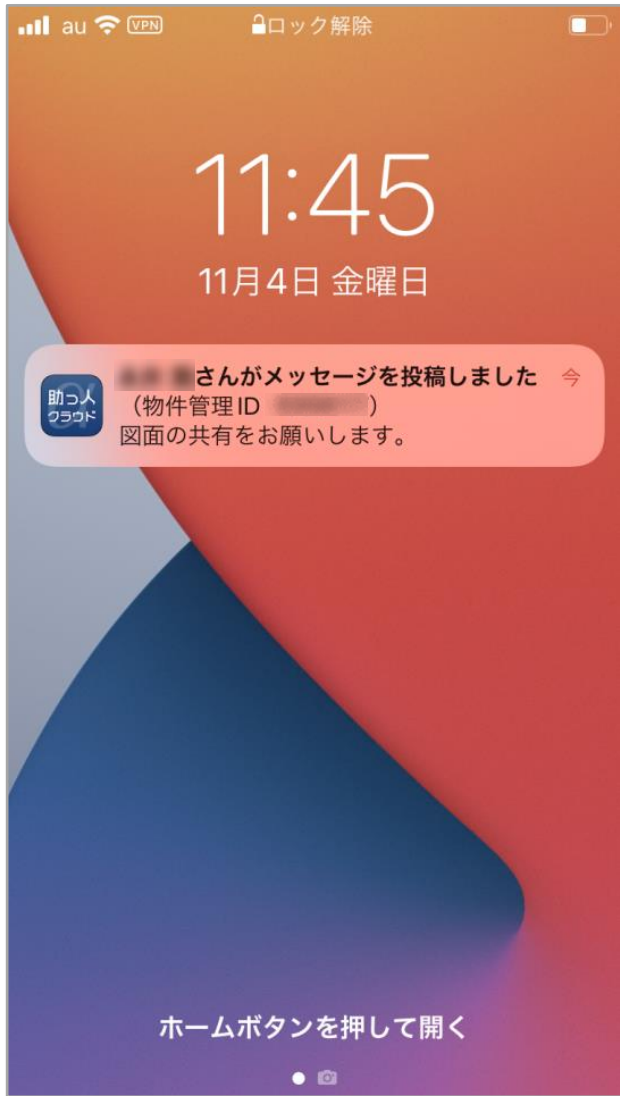 au VPN ロック解除
11:45
11月4日 金曜日
さんがメッセージを投稿しました 今
助っ人
クラウド
(物件管理ID )
図面の共有をお願いします。
ホームボタンを押して開く